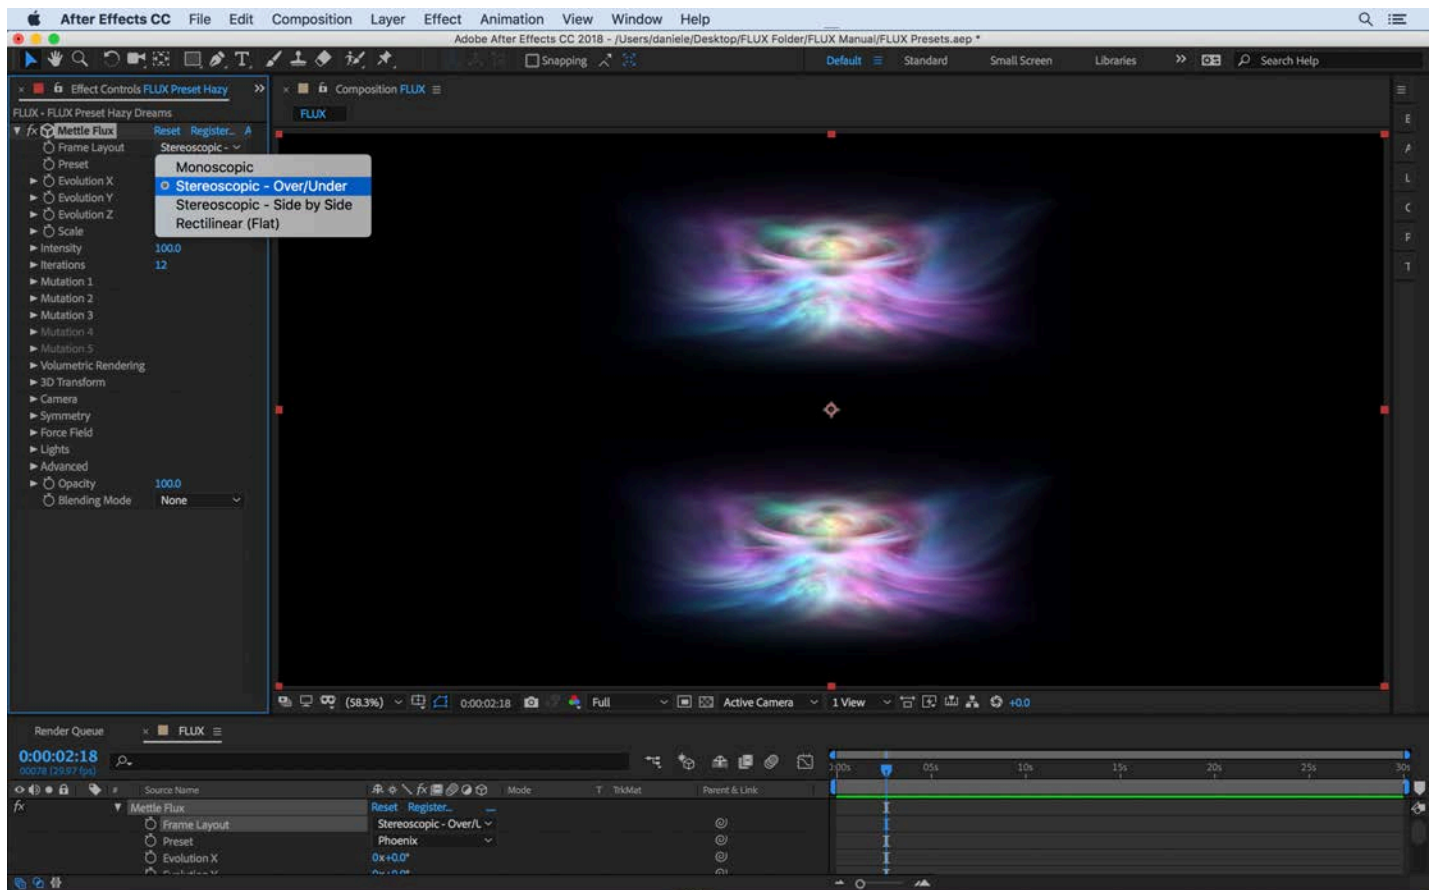 After Effects CC File Edit Composition Layer Effect Animation View Window Help
Adobe After Effects CC 2018 - /Users/daniele/Desktop/FLUX Folder/FLUX Manual/FLUX Presets.aep *
T Snapping Default Standard Small Screen Libraries Search Help
Effect Controls FLUX Preset Hazy Composition FLUX
FLUX - FLUX Preset Hazy Dreams FLUX
fx Mettle Flux Reset Register... A
Frame Layout Stereoscopic -
Preset Monoscopic
Evolution X Stereoscopic - Over/Under
Evolution Y Stereoscopic - Side by Side
Evolution Z Rectilinear (Flat)
Scale
Intensity 100.0
Iterations 12
Mutation 1
Mutation 2
Mutation 3
Mutation 4
Mutation 5
Volumetric Rendering
3D Transform
Camera
Symmetry
Force Field
Lights
Advanced
Opacity 100.0
Blending Mode None
E
A
L
C
P
T
(58.3%) 0:00:02:18 Full Active Camera 1 View +0.0
Render Queue FLUX
0:00:02:18
00078 (29.97 fps) 05s 10s 15s 20s 25s 30s
# Source Name fx Mode T TrkMat Parent & Link
fx Mettle Flux Reset Register...
Frame Layout Stereoscopic - Over/L
Preset Phoenix
Evolution X 0x+0.0°